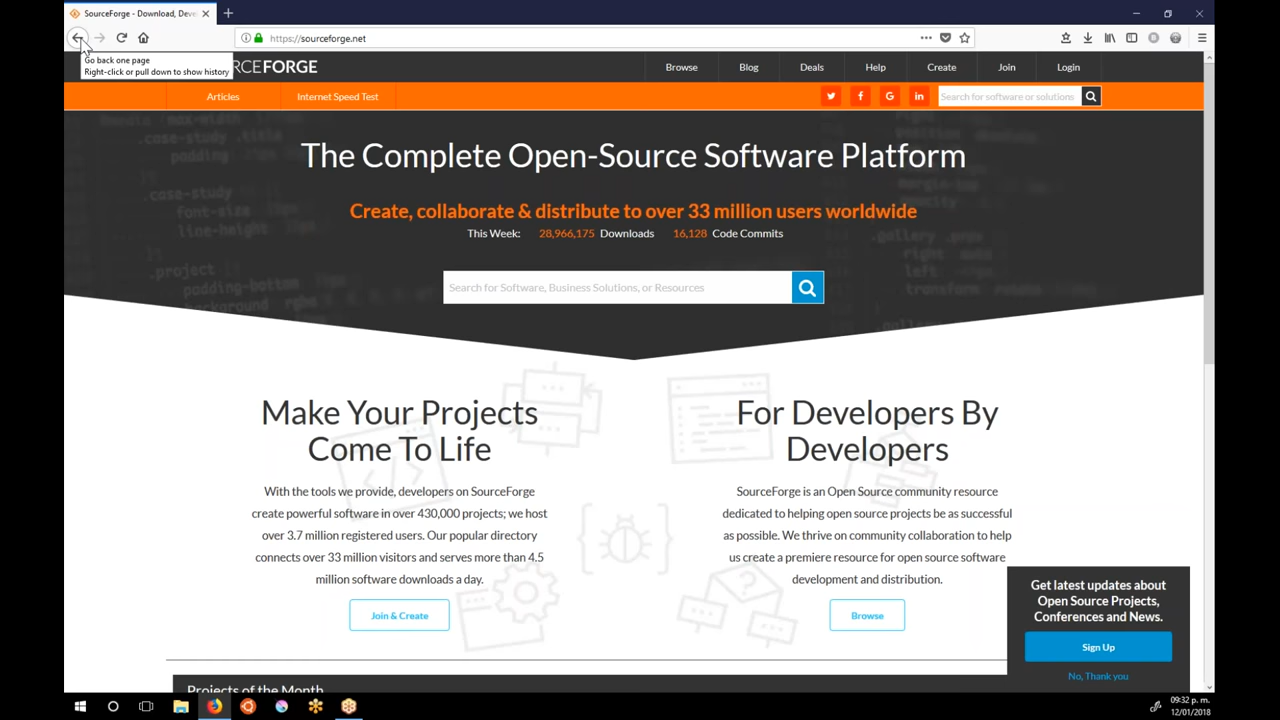 SourceForge - Download, Deve
https://sourceforge.net
Go back one page
Right-click or pull down to show history
RCEFORGE
Browse
Blog
Deals
Help
Create
Join
Login
Articles
Internet Speed Test
Search for software or solutions
The Complete Open-Source Software Platform
Create, collaborate & distribute to over 33 million users worldwide
This Week: 28,966,175 Downloads 16,128 Code Commits
Search for Software, Business Solutions, or Resources
Make Your Projects
Come To Life
With the tools we provide, developers on SourceForge
create powerful software in over 430,000 projects; we host
over 3.7 million registered users. Our popular directory
connects over 33 million visitors and serves more than 4.5
million software downloads a day.
Join & Create
For Developers By
Developers
SourceForge is an Open Source community resource
dedicated to helping open source projects be as successful
as possible. We thrive on community collaboration to help
us create a premiere resource for open source software
development and distribution.
Browse
Get latest updates about
Open Source Projects,
Conferences and News.
Sign Up
No, Thank you
Projects of the Month
09:32 p. m.
12/01/2018